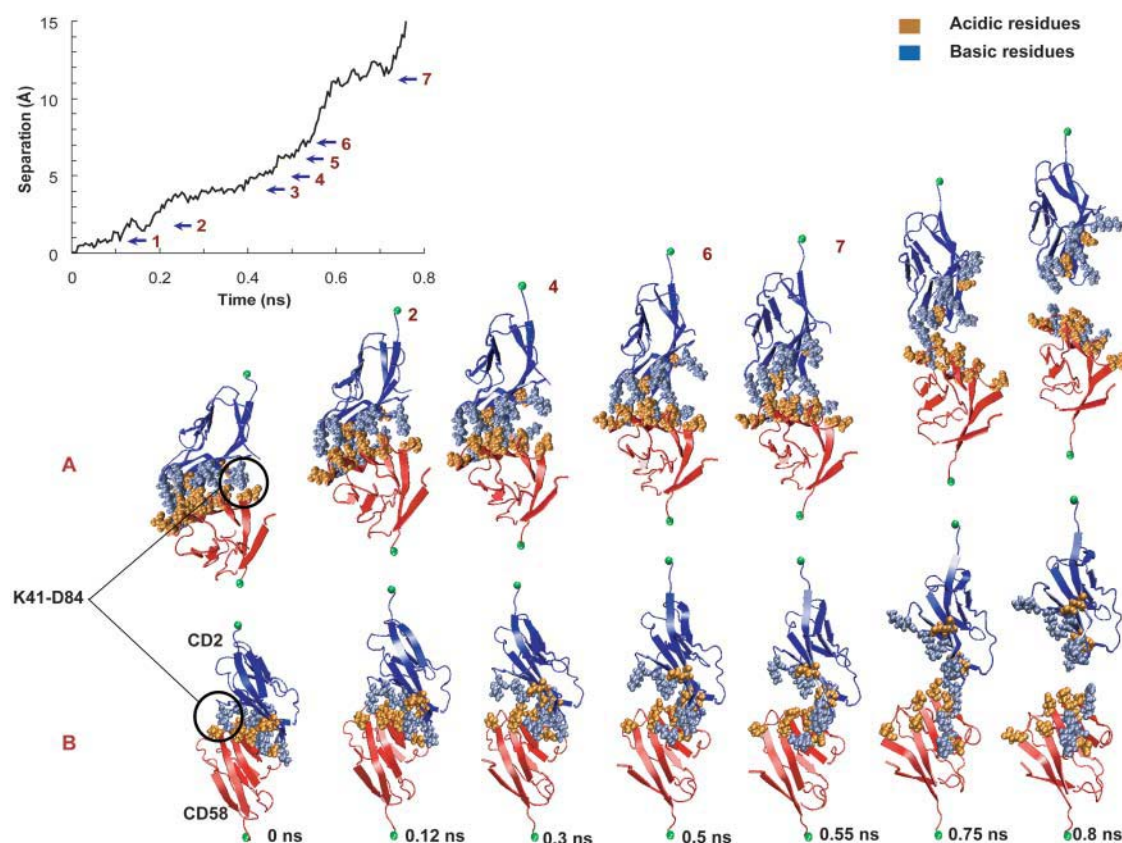 15
10
5
0
Separation (Å)
0 0.2 0.4 0.6 0.8
Time (ns)
1
2
3
4
5
6
7
Acidic residues
Basic residues
A
2
4
6
7
K41-D84
B
CD2
CD58
0 ns
0.12 ns
0.3 ns
0.5 ns
0.55 ns
0.75 ns
0.8 ns